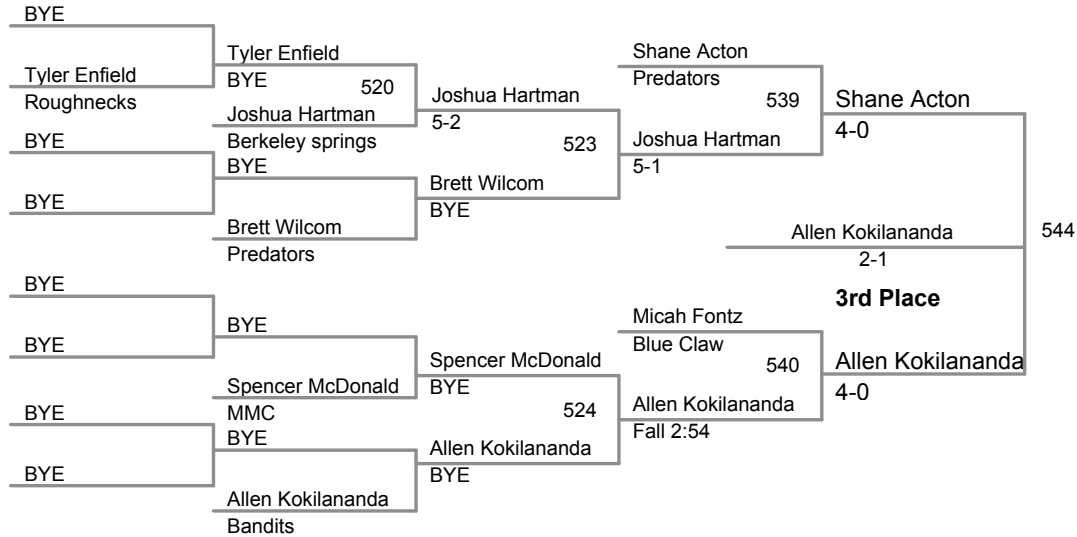 BYE
Tyler Enfield
Roughnecks
BYE
BYE
BYE
BYE
BYE
BYE
Tyler Enfield
BYE
520
Joshua Hartman
Berkeley springs
BYE
Brett Wilcom
Predators
BYE
Spencer McDonald
MMC
BYE
Allen Kokilananda
Bandits
Joshua Hartman
5-2
523
Brett Wilcom
BYE
Spencer McDonald
BYE
524
Allen Kokilananda
BYE
Shane Acton
Predators
539
Joshua Hartman
5-1
Micah Fontz
Blue Claw
540
Allen Kokilananda
Fall 2:54
Shane Acton
4-0
Allen Kokilananda
2-1
544
3rd Place
Allen Kokilananda
4-0